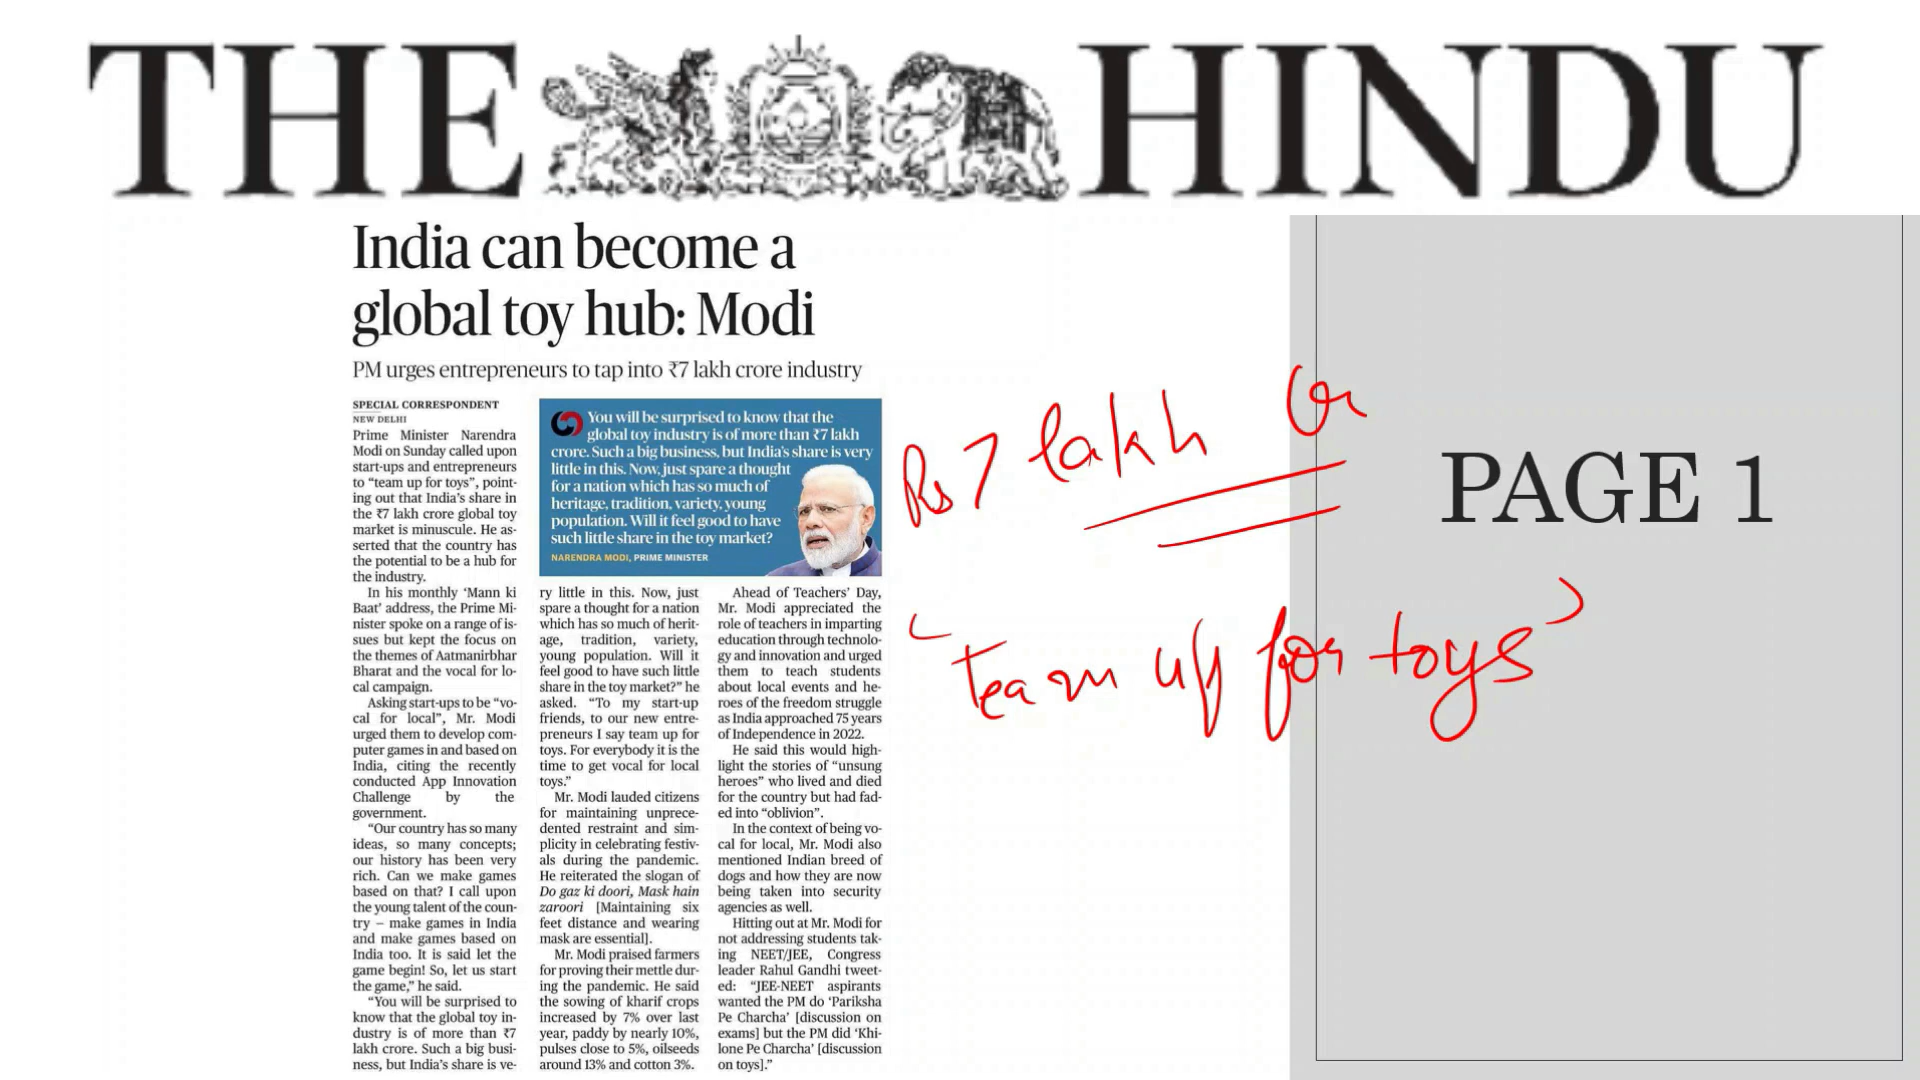 THE HINDU
India can become a
global toy hub: Modi
PM urges entrepreneurs to tap into ₹7 lakh crore industry
SPECIAL CORRESPONDENT
NEW DELHI
Prime Minister Narendra
Modi on Sunday called upon
start-ups and entrepreneurs
to “team up for toys”, point-
ing out that India’s share in
the ₹7 lakh crore global toy
market is minuscule. He as-
serted that the country has
the potential to be a hub for
the industry.
In his monthly ‘Mann ki
Baat’ address, the Prime Mi-
nister spoke on a range of is-
sues but kept the focus on
the themes of Aatmanirbhar
Bharat and the vocal for lo-
cal campaign.
Asking start-ups to be “vo-
cal for local”, Mr. Modi
urged them to develop com-
puter games in and based on
India, citing the recently
conducted App Innovation
Challenge by the
government.
“Our country has so many
ideas, so many concepts;
our history has been very
rich. Can we make games
based on that? I call upon
the young talent of the coun-
try – make games in India
and make games based on
India too. It is said let the
game begin! So, let us start
the game,” he said.
“You will be surprised to
know that the global toy in-
dustry is of more than ₹7
lakh crore. Such a big busi-
ness, but India’s share is ve-
You will be surprised to know that the
global toy industry is of more than ₹7 lakh
crore. Such a big business, but India’s share is very
little in this. Now, just spare a thought
for a nation which has so much of
heritage, tradition, variety, young
population. Will it feel good to have
such little share in the toy market?
NARENDRA MODI, PRIME MINISTER
ry little in this. Now, just
spare a thought for a nation
which has so much of herit-
age, tradition, variety,
young population. Will it
feel good to have such little
share in the toy market?” he
asked. “To my start-up
friends, to our new entre-
preneurs I say team up for
toys. For everybody it is the
time to get vocal for local
toys.”
Mr. Modi lauded citizens
for maintaining unprece-
dented restraint and sim-
plicity in celebrating festiv-
als during the pandemic.
He reiterated the slogan of
Do gaz ki doori, Mask hain
zaroori [Maintaining six
feet distance and wearing
mask are essential].
Mr. Modi praised farmers
for proving their mettle dur-
ing the pandemic. He said
the sowing of kharif crops
increased by 7% over last
year, paddy by nearly 10%,
pulses close to 5%, oilseeds
around 13% and cotton 3%.
Ahead of Teachers’ Day,
Mr. Modi appreciated the
role of teachers in imparting
education through technolo-
gy and innovation and urged
them to teach students
about local events and he-
roes of the freedom struggle
as India approached 75 years
of Independence in 2022.
He said this would high-
light the stories of “unsung
heroes” who lived and died
for the country but had fad-
ed into “oblivion”.
In the context of being vo-
cal for local, Mr. Modi also
mentioned Indian breed of
dogs and how they are now
being taken into security
agencies as well.
Hitting out at Mr. Modi for
not addressing students tak-
ing NEET/JEE, Congress
leader Rahul Gandhi tweet-
ed: “JEE-NEET aspirants
wanted the PM do ‘Pariksha
Pe Charcha’ [discussion on
exams] but the PM did ‘Khi-
lone Pe Charcha’ [discussion
on toys].”
Rs 7 lakh Cr
‘team up for toys’
PAGE 1